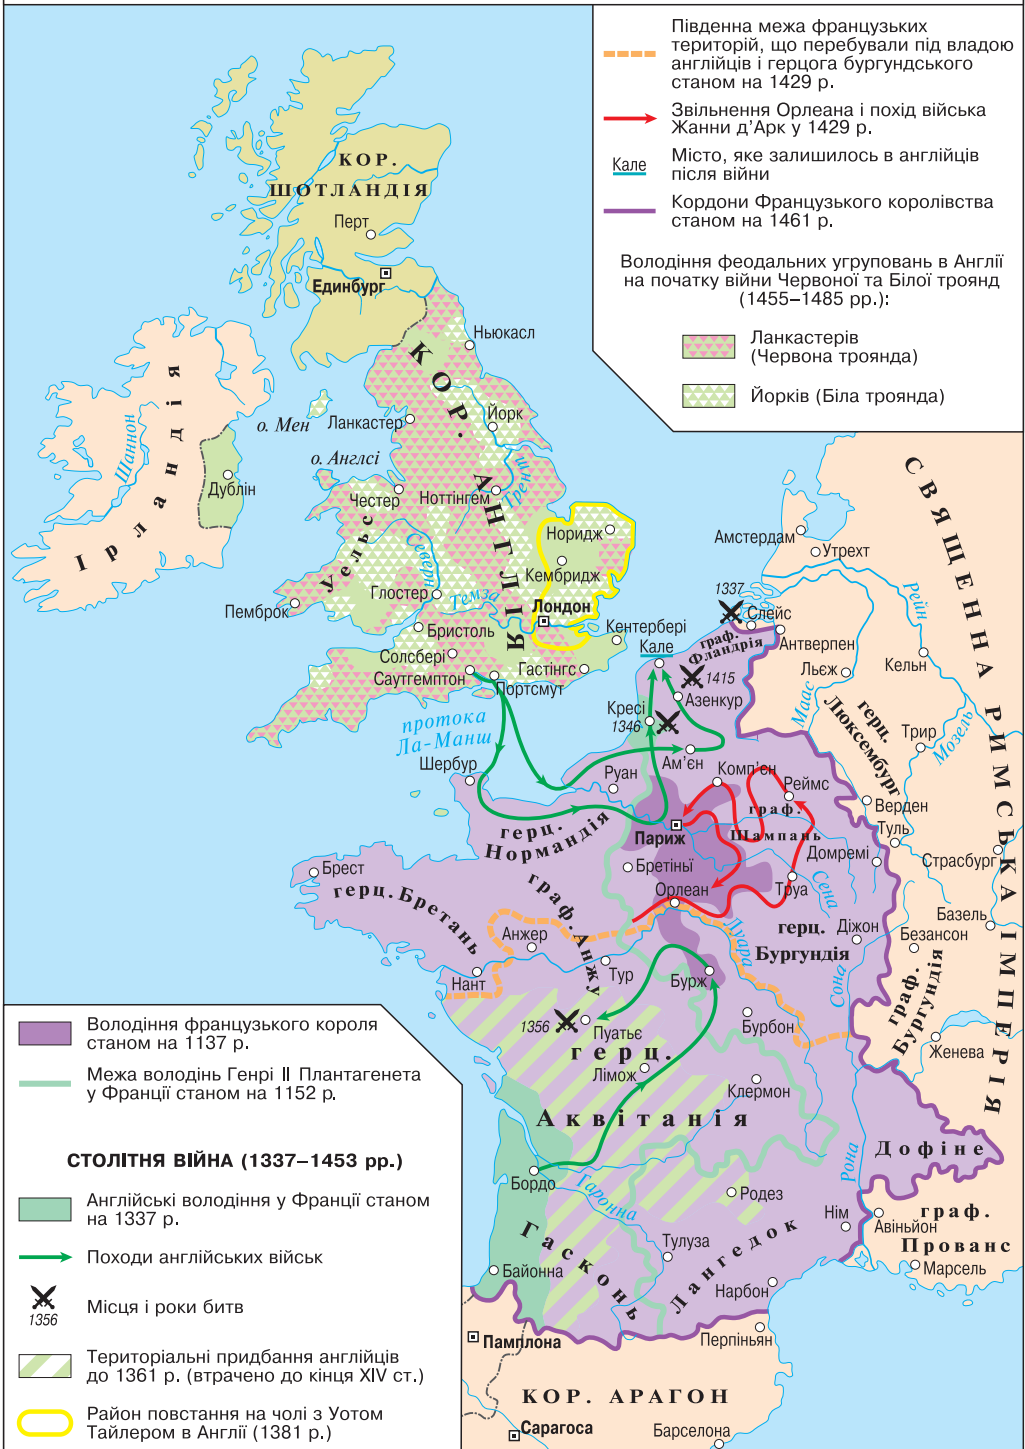 Південна межа французьких
територій, що перебували під владою
англійців і герцога бургундського
станом на 1429 р.
Звільнення Орлеана і похід війська
Жанни д’Арк у 1429 р.
Кале
Місто, яке залишилось в англійців
після війни
Кордони Французького королівства
станом на 1461 р.
Володіння феодальних угруповань в Англії
на початку війни Червоної та Білої троянд
(1455–1485 рр.):
Ланкастерів
(Червона троянда)
Йорків (Біла троянда)
КОР.
ШОТЛАНДІЯ
Перт
Единбург
Ньюкасл
КОР. АНГЛІЯ
Ірландія
Шаннон
Дублін
о. Мен
Ланкастер
Йорк
о. Англсі
Честер
Ноттінгем
Трент
Уельс
Северн
Норидж
Кембридж
Глостер
Темза
Лондон
Пемброк
Бристоль
Кентербері
Солсбері
Саутгемптон
Гастінгс
Портсмут
протока
Ла-Манш
СВЯЩЕННА РИМСЬКА ІМПЕРІЯ
Амстердам
Утрехт
Рейн
1337
Слейс
граф.
Фландрія
Антверпен
Кельн
Льєж
Маас
Кале
1415
Азенкур
Кресі
1346
герц.
Люксембург
Трир
Мозель
Шербур
Руан
Ам’єн
Комп’єн
Реймс
граф.
Шампань
Верден
Туль
Страсбург
герц.
Нормандія
Париж
Домремі
Бретіньї
Брест
герц. Бретань
граф. Анжу
Орлеан
Труа
Сена
Базель
Анжер
Луара
герц.
Бургундія
Діжон
Безансон
Нант
Тур
Бурж
Сона
граф.
Бургундія
1356
Пуатьє
Бурбон
Женева
герц.
Аквітанія
Лімож
Клермон
Дофіне
Бордо
Гаронна
Рона
Родез
граф.
Прованс
Нім
Авіньйон
Гасконь
Тулуза
Лангедок
Байонна
Нарбон
Марсель
Памплона
Перпіньян
КОР. АРАГОН
Сарагоса
Барселона
Володіння французького короля
станом на 1137 р.
Межа володінь Генрі II Плантагенета
у Франції станом на 1152 р.
СТОЛІТНЯ ВІЙНА (1337–1453 рр.)
Англійські володіння у Франції станом
на 1337 р.
Походи англійських військ
1356
Місця і роки битв
Територіальні придбання англійців
до 1361 р. (втрачено до кінця XIV ст.)
Район повстання на чолі з Уотом
Тайлером в Англії (1381 р.)